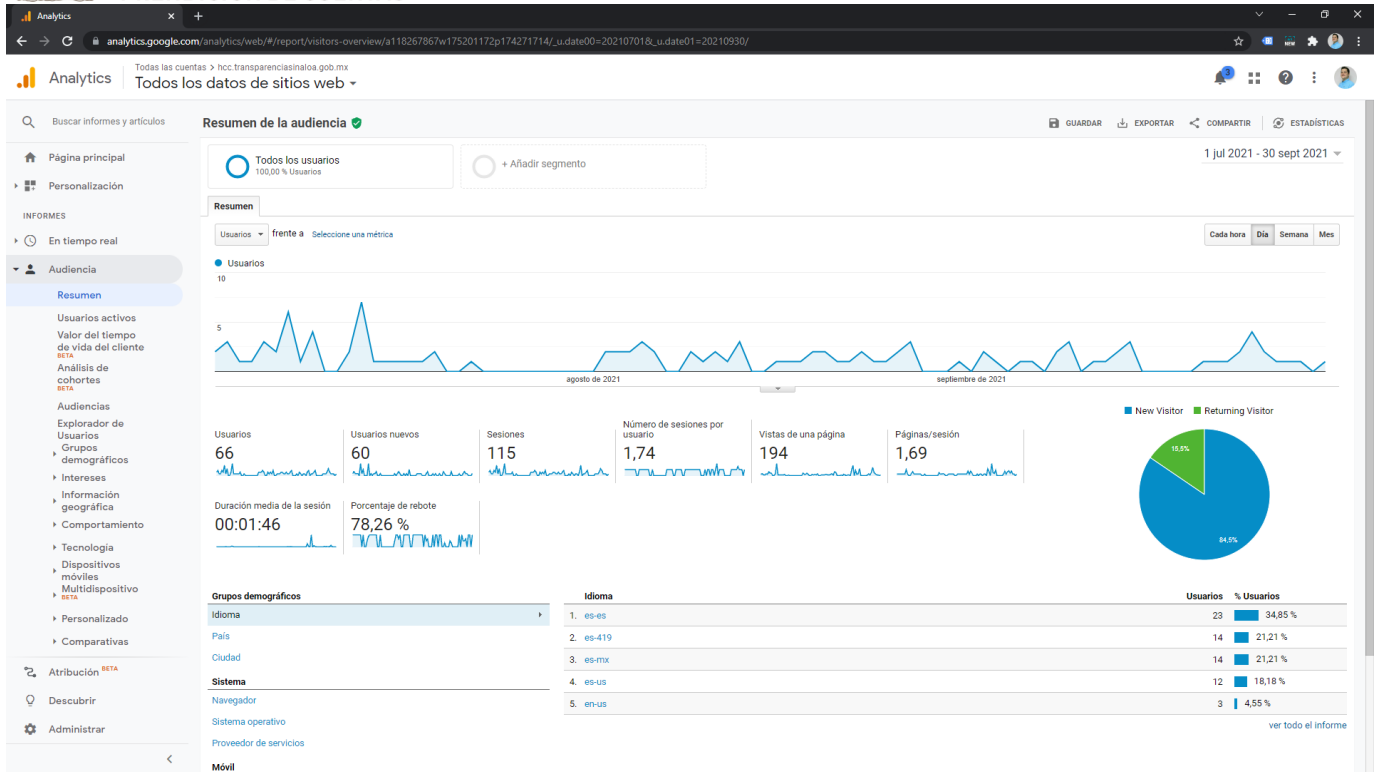 Analytics
analytics.google.com/analytics/web/#/report/visitors-overview/a118267867w175201172p174271714/_u.date00=20210701&_u.date01=20210930/
Analytics
Todas las cuentas > hcc.transparenciasinaloa.gob.mx
Todos los datos de sitios web
3
Buscar informes y artículos
Página principal
Personalización
INFORMES
En tiempo real
Audiencia
Resumen
Usuarios activos
Valor del tiempo
de vida del cliente
BETA
Análisis de
cohortes
BETA
Audiencias
Explorador de
Usuarios
Grupos
demográficos
Intereses
Información
geográfica
Comportamiento
Tecnología
Dispositivos
móviles
Multidispositivo
BETA
Personalizado
Comparativas
Atribución BETA
Descubrir
Administrar
Resumen de la audiencia
GUARDAR
EXPORTAR
COMPARTIR
ESTADÍSTICAS
Todos los usuarios
100,00 % Usuarios
+ Añadir segmento
1 jul 2021 - 30 sept 2021
Resumen
Usuarios frente a Seleccione una métrica
Cada hora Día Semana Mes
Usuarios
10
5
agosto de 2021
septiembre de 2021
New Visitor Returning Visitor
15,5%
84,5%
Usuarios
66
Usuarios nuevos
60
Sesiones
115
Número de sesiones por
usuario
1,74
Vistas de una página
194
Páginas/sesión
1,69
Duración media de la sesión
00:01:46
Porcentaje de rebote
78,26 %
Grupos demográficos
Idioma
País
Ciudad
Sistema
Navegador
Sistema operativo
Proveedor de servicios
Móvil
Idioma Usuarios % Usuarios
1. es-es 23 34,85 %
2. es-419 14 21,21 %
3. es-mx 14 21,21 %
4. es-us 12 18,18 %
5. en-us 3 4,55 %
ver todo el informe